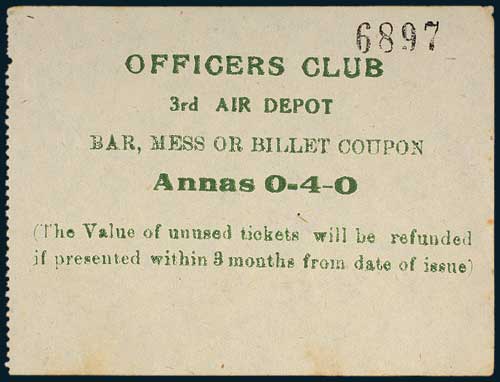 6897
OFFICERS CLUB
3rd AIR DEPOT
BAR, MESS OR BILLET COUPON
Annas 0-4-0
(The Value of unused tickets will be refunded
if presented within 3 months from date of issue)